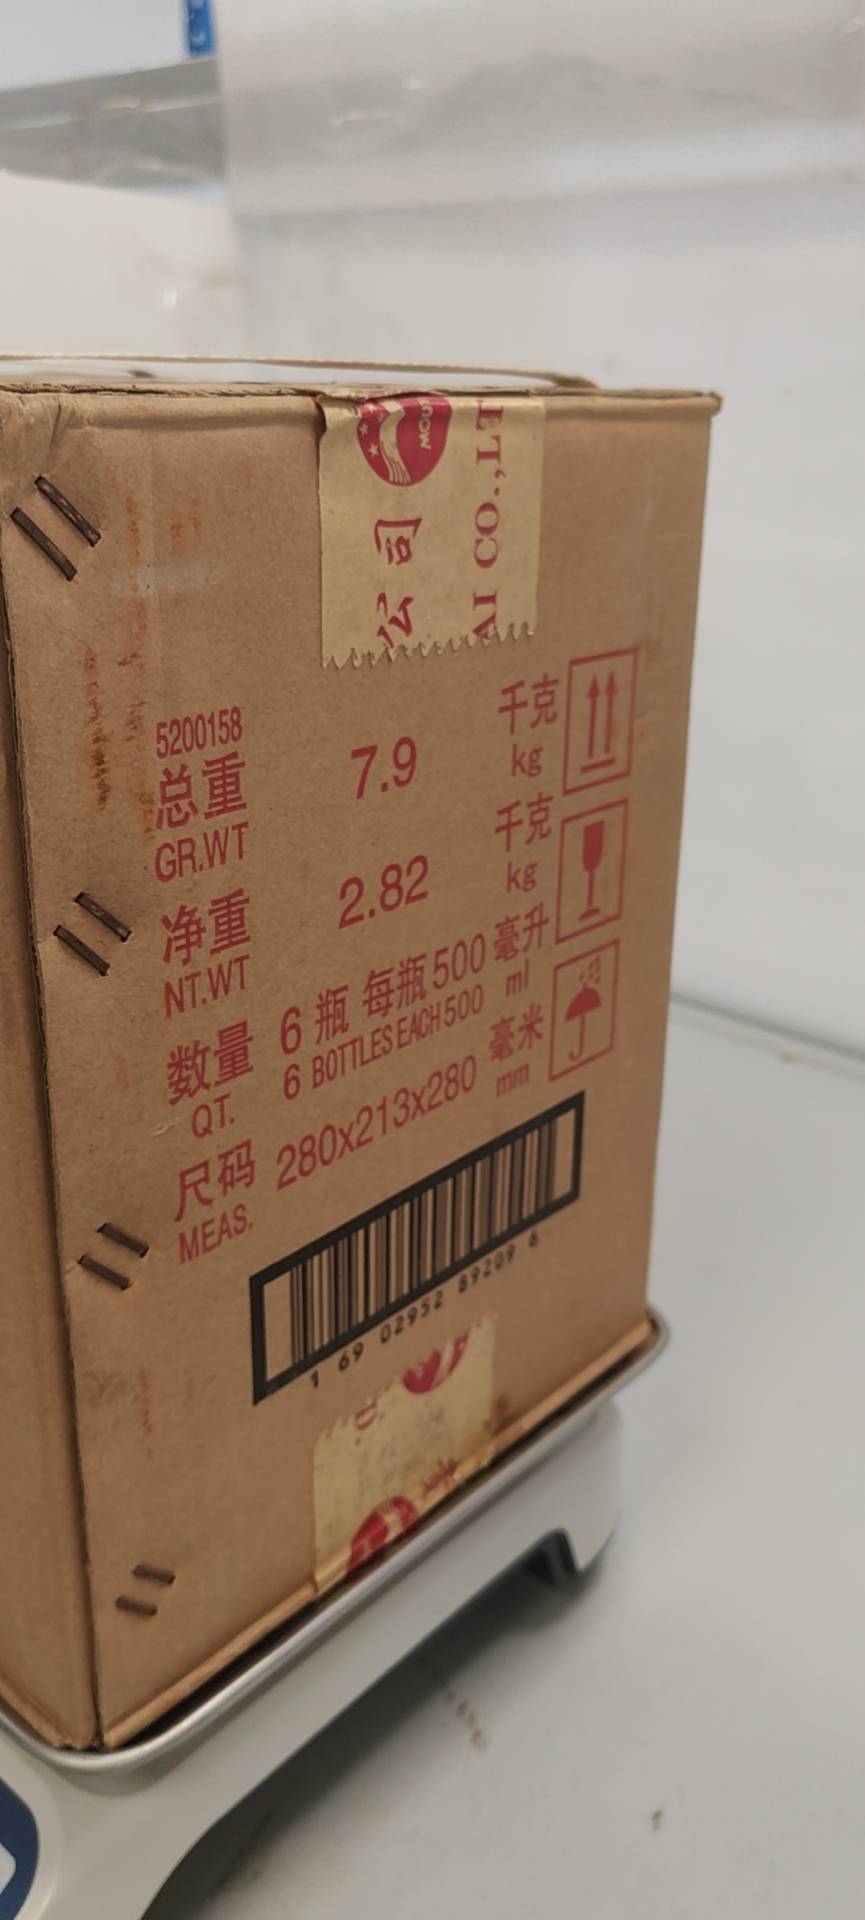 MOU
公司
AI CO.,LT
5200158
总重 7.9 千克
GR.WT kg
净重 2.82 千克
NT.WT kg
数量 6 瓶 每瓶 500 毫升
QT. 6 BOTTLES EACH 500 ml
尺码 280x213x280 毫米
MEAS. mm
1 69 02952 89209 6
D.